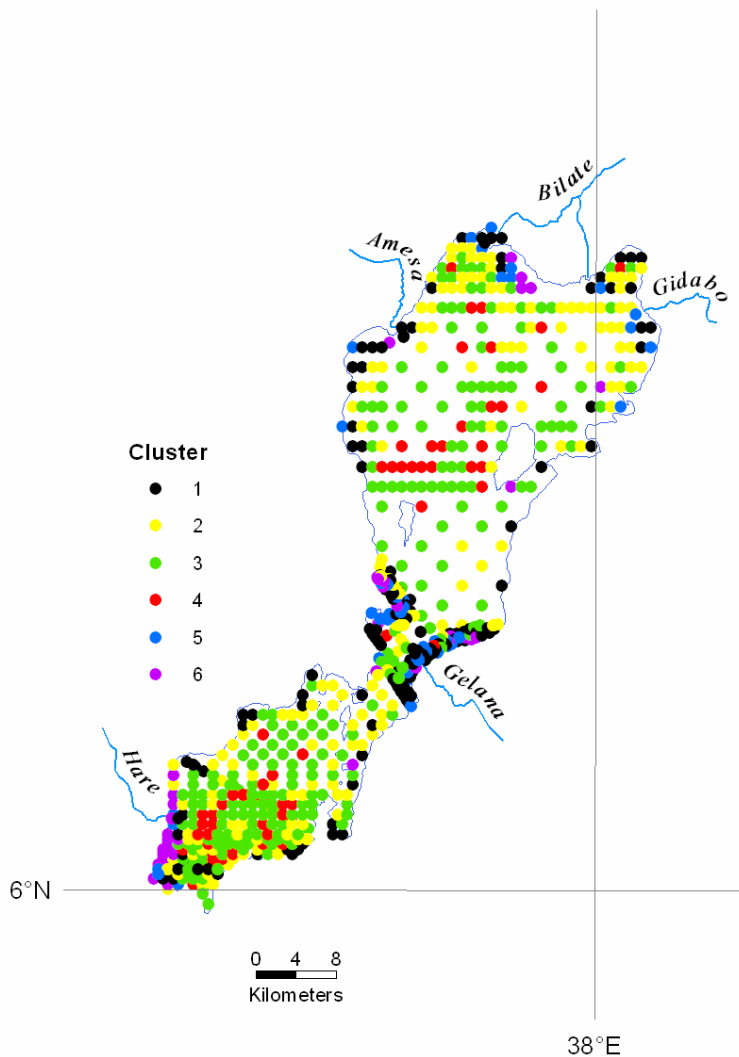 Bilate
Amesa
Gidabo
Cluster
1
2
3
4
5
6
Gelana
Hare
6°N
0 4 8
Kilometers
38°E